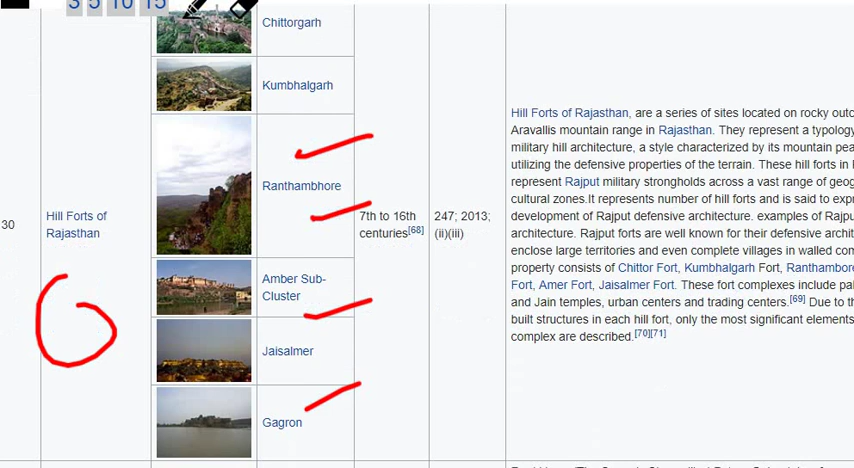 3 5 10 15
Chittorgarh
Kumbhalgarh
Ranthambhore
Amber Sub-
Cluster
Jaisalmer
Gagron
30
Hill Forts of
Rajasthan
6
7th to 16th
centuries[68]
247; 2013;
(ii)(iii)
Hill Forts of Rajasthan, are a series of sites located on rocky outc
Aravallis mountain range in Rajasthan. They represent a typology
military hill architecture, a style characterized by its mountain pea
utilizing the defensive properties of the terrain. These hill forts in
represent Rajput military strongholds across a vast range of geog
cultural zones.It represents number of hill forts and is said to expr
development of Rajput defensive architecture. examples of Rajpu
architecture. Rajput forts are well known for their defensive archit
enclose large territories and even complete villages in walled com
property consists of Chittor Fort, Kumbhalgarh Fort, Ranthambore
Fort, Amer Fort, Jaisalmer Fort. These fort complexes include pal
and Jain temples, urban centers and trading centers.[69] Due to th
built structures in each hill fort, only the most significant elements
complex are described.[70][71]